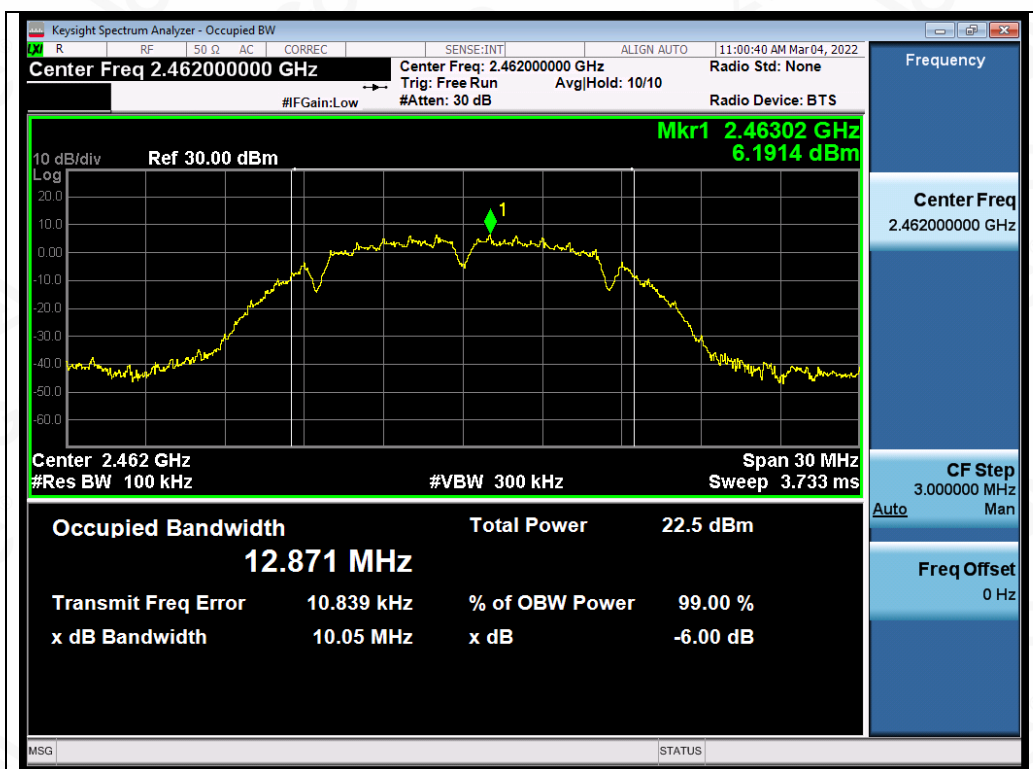 Keysight Spectrum Analyzer - Occupied BW
LXI R RF 50 Ω AC CORREC SENSE:INT ALIGN AUTO 11:00:40 AM Mar 04, 2022
Center Freq 2.462000000 GHz
Center Freq: 2.462000000 GHz
Radio Std: None
Trig: Free Run Avg|Hold: 10/10
#IFGain:Low #Atten: 30 dB Radio Device: BTS
Mkr1 2.46302 GHz
6.1914 dBm
10 dB/div Ref 30.00 dBm
Log
20.0
1
10.0
0.00
-10.0
-20.0
-30.0
-40.0
-50.0
-60.0
Center 2.462 GHz Span 30 MHz
#Res BW 100 kHz #VBW 300 kHz Sweep 3.733 ms
Occupied Bandwidth Total Power 22.5 dBm
12.871 MHz
Transmit Freq Error 10.839 kHz % of OBW Power 99.00 %
x dB Bandwidth 10.05 MHz x dB -6.00 dB
MSG STATUS
Frequency
Center Freq
2.462000000 GHz
CF Step
3.000000 MHz
Auto Man
Freq Offset
0 Hz